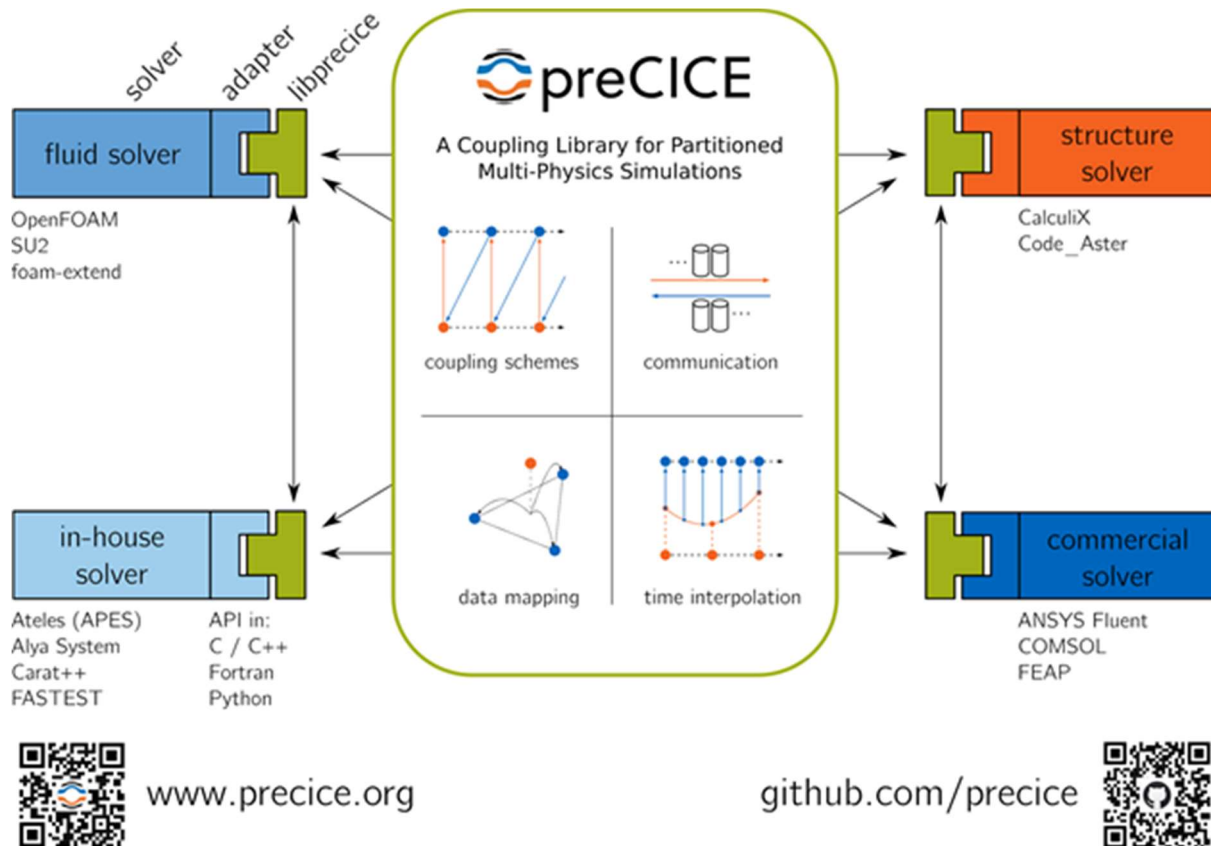 solver
adapter
libprecice
preCICE
A Coupling Library for Partitioned
Multi-Physics Simulations
fluid solver
OpenFOAM
SU2
foam-extend
structure
solver
CalculiX
Code_Aster
coupling schemes
communication
data mapping
time interpolation
in-house
solver
Ateles (APES)
Alya System
Carat++
FASTEST
API in:
C / C++
Fortran
Python
commercial
solver
ANSYS Fluent
COMSOL
FEAP
www.precice.org
github.com/precice